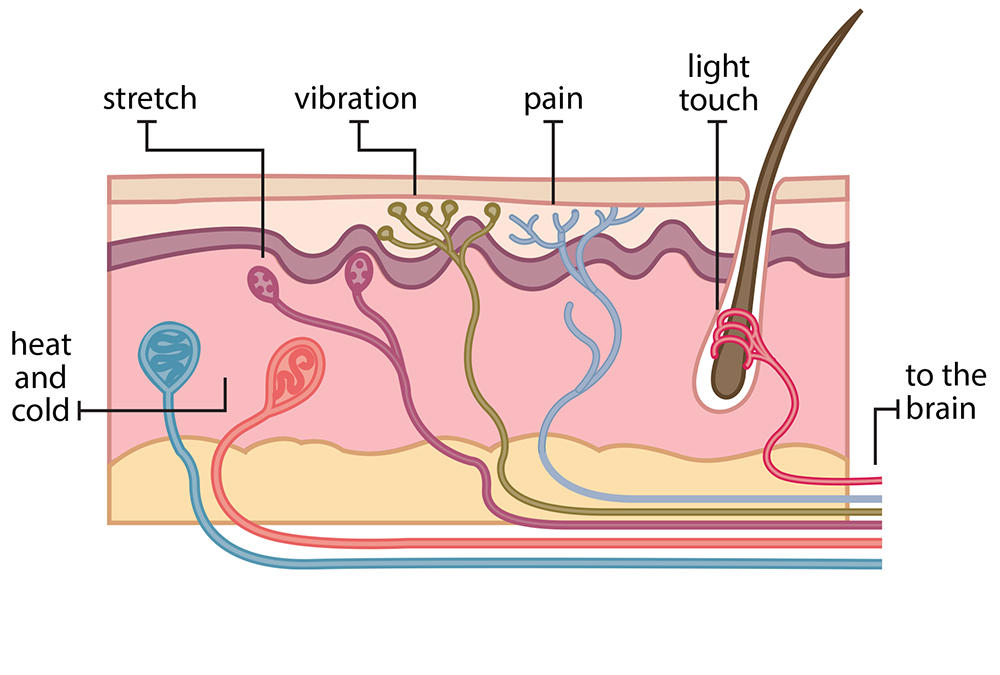 stretch
vibration
pain
light
touch
heat
and
cold
to the
brain